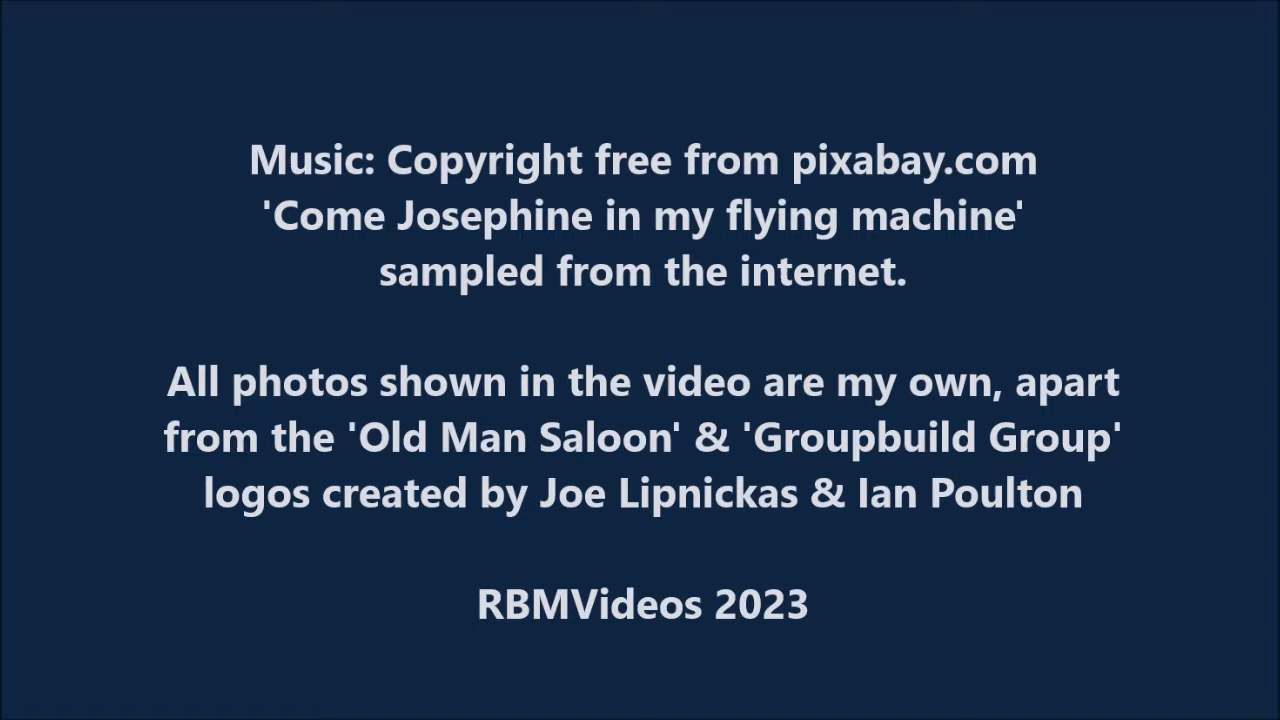 Music: Copyright free from pixabay.com
'Come Josephine in my flying machine'
sampled from the internet.
All photos shown in the video are my own, apart
from the 'Old Man Saloon' & 'Groupbuild Group'
logos created by Joe Lipnickas & Ian Poulton
RBMVideos 2023